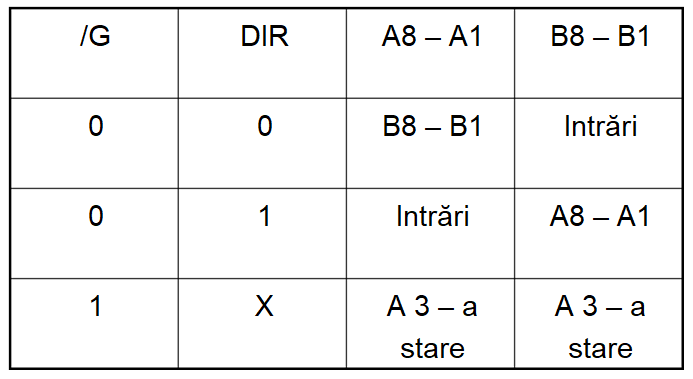 /G DIR A8 – A1 B8 – B1
0 0 B8 – B1 Intrări
0 1 Intrări A8 – A1
1 X A 3 – a stare A 3 – a stare